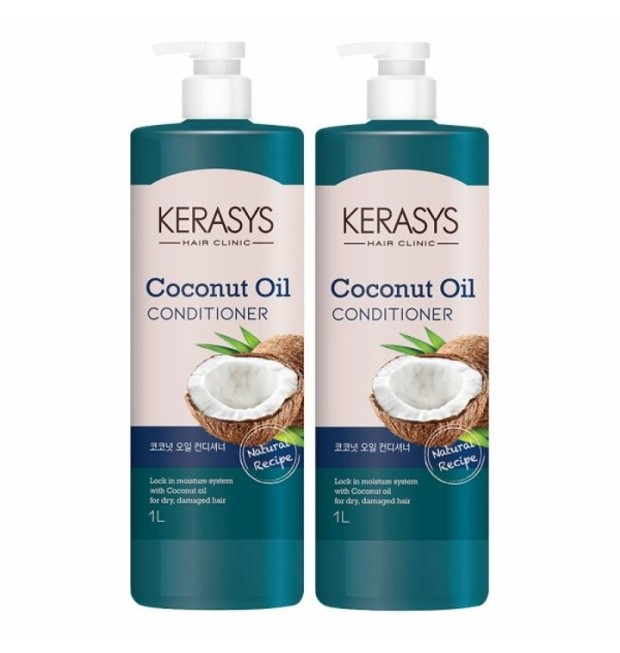 KERASYS
HAIR CLINIC
Coconut Oil
CONDITIONER
코코넛 오일 컨디셔너
Natural
Recipe
Lock in moisture system
with Coconut oil
for dry, damaged hair
1L
KERASYS
HAIR CLINIC
Coconut Oil
CONDITIONER
코코넛 오일 컨디셔너
Natural
Recipe
Lock in moisture system
with Coconut oil
for dry, damaged hair
1L